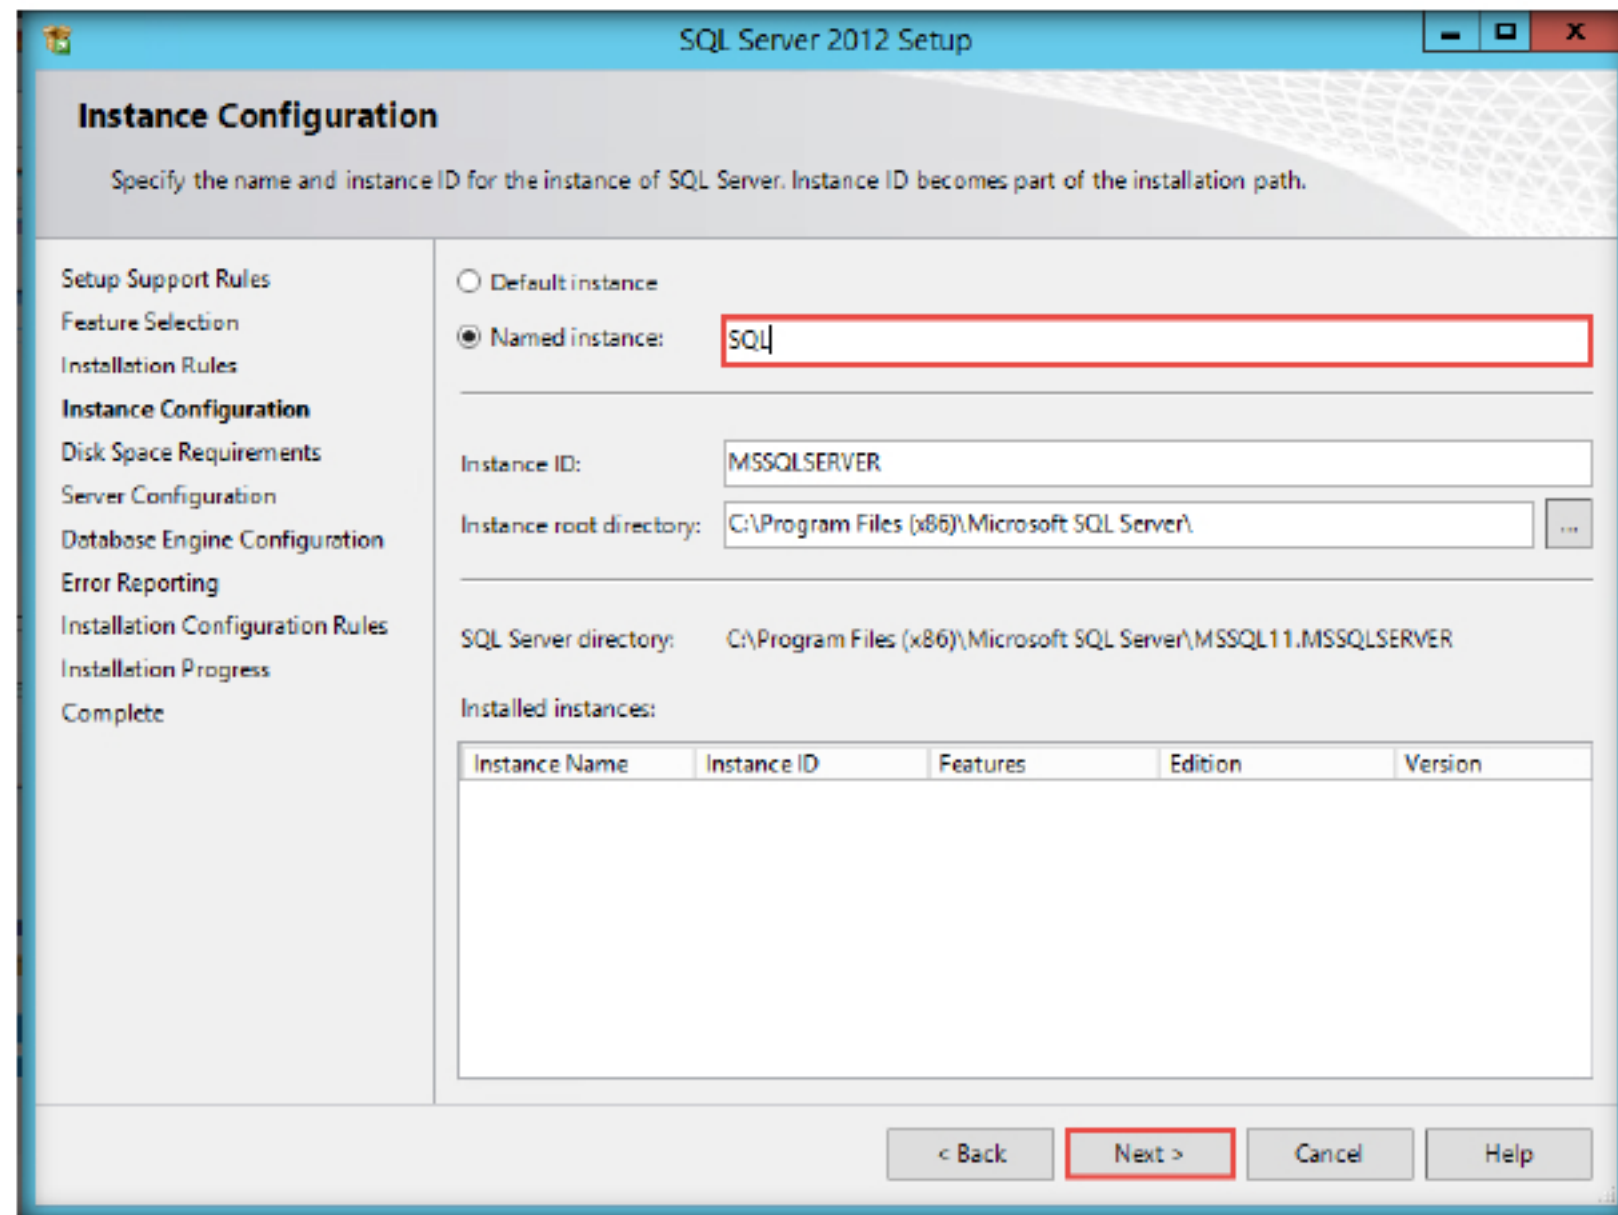 SQL Server 2012 Setup
Instance Configuration
Specify the name and instance ID for the instance of SQL Server. Instance ID becomes part of the installation path.
Setup Support Rules
Feature Selection
Installation Rules
Instance Configuration
Disk Space Requirements
Server Configuration
Database Engine Configuration
Error Reporting
Installation Configuration Rules
Installation Progress
Complete
Default instance
Named instance: SQL
Instance ID: MSSQLSERVER
Instance root directory: C:\Program Files (x86)\Microsoft SQL Server\ ...
SQL Server directory: C:\Program Files (x86)\Microsoft SQL Server\MSSQL11.MSSQLSERVER
Installed instances:
Instance Name Instance ID Features Edition Version
< Back Next > Cancel Help